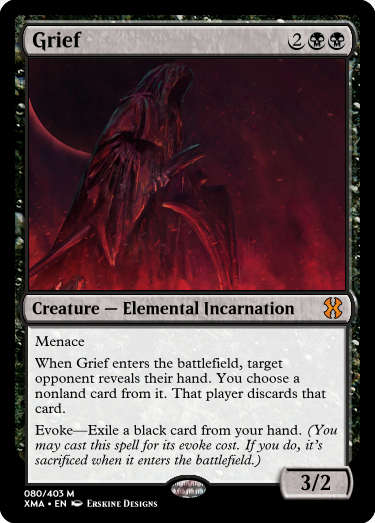 Grief 2
Creature — Elemental Incarnation
Menace
When Grief enters the battlefield, target
opponent reveals their hand. You choose a
nonland card from it. That player discards that
card.
Evoke—Exile a black card from your hand. (You
may cast this spell for its evoke cost. If you do, it's
sacrificed when it enters the battlefield.)
3/2
080/403 M
XMA • EN Erskine Designs